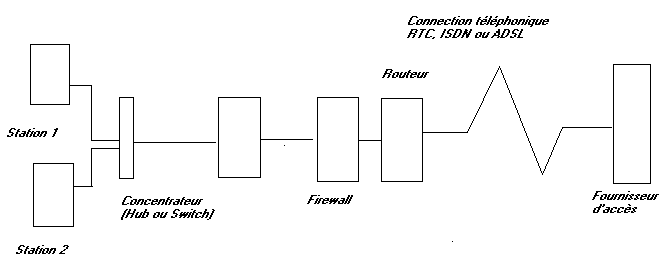 Connection téléphonique
RTC, ISDN ou ADSL
Routeur
Station 1
Concentrateur
(Hub ou Switch)
Firewall
Fournisseur
d'accès
Station 2